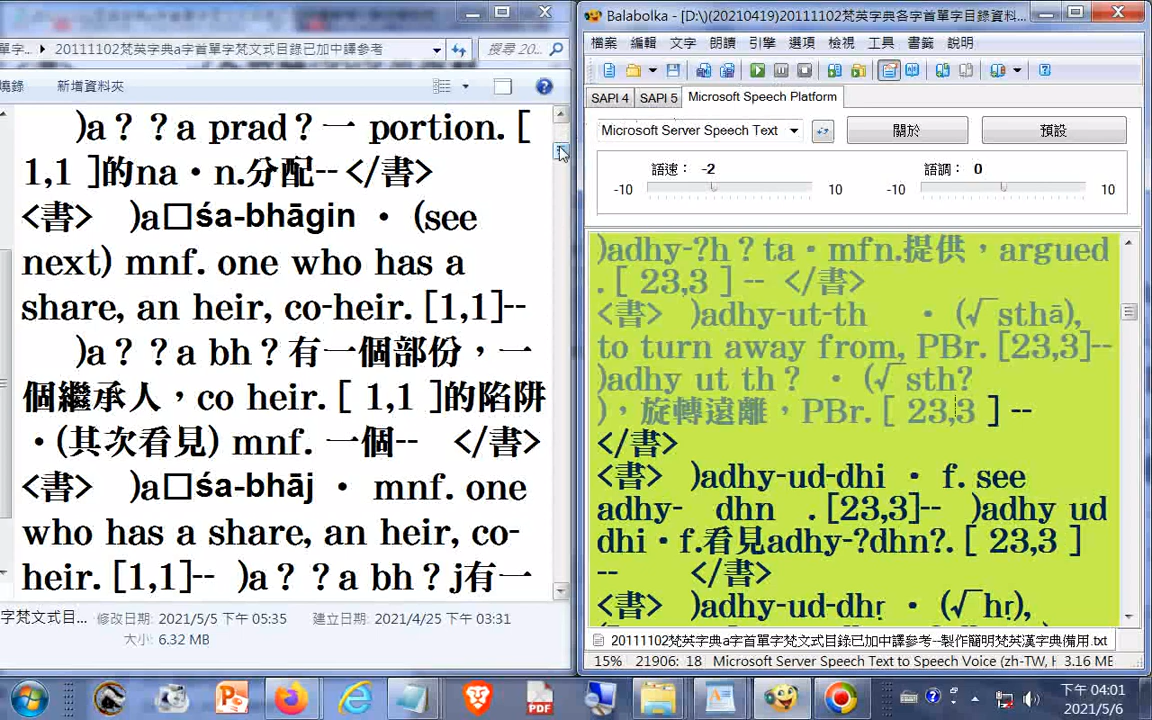 單字... ▸ 20111102梵英字典a字首單字梵文式目錄已加中譯參考
搜尋 20...
燒錄 新增資料夾
)a？？a prad？一 portion. [
1,1 ]的na・n.分配-- </書>
<書> )a□śa-bhāgin ・ (see
next) mnf. one who has a
share, an heir, co-heir. [1,1]--
)a？？a bh？有一個部份，一
個繼承人，co heir. [ 1,1 ]的陷阱
・(其次看見) mnf. 一個-- </書>
<書> )a□śa-bhāj ・ mnf. one
who has a share, an heir, co-
heir. [1,1]-- )a？？a bh？j有一
字梵文式目... 修改日期: 2021/5/5 下午 05:35 建立日期: 2021/4/25 下午 03:31
大小: 6.32 MB
Balabolka - [D:\)(20210419)20111102梵英字典各字首單字目錄資料...
檔案 編輯 文字 朗讀 引擎 選項 檢視 工具 書籤 說明
SAPI 4 SAPI 5 Microsoft Speech Platform
Microsoft Server Speech Text 關於 預設
語速： -2 語調： 0
-10 10 -10 10
)adhy-?h？ta・mfn.提供，argued
. [ 23,3 ] -- </書>
<書> )adhy-ut-th ・ (√sthā),
to turn away from, PBr. [23,3]--
)adhy ut th？ ・ (√sth?
)，旋轉遠離，PBr. [ 23,3 ] --
</書>
<書> )adhy-ud-dhi ・ f. see
adhy- dhn . [23,3]-- )adhy ud
dhi・f.看見adhy-?dhn?. [ 23,3 ]
-- </書>
<書> )adhy-ud-dhṛ ・ (√hṛ),
20111102梵英字典a字首單字梵文式目錄已加中譯參考--製作簡明梵英漢字典備用.txt
15% 21906: 18 Microsoft Server Speech Text to Speech Voice (zh-TW, H 3.16 MB
PDF
下午 04:01
2021/5/6